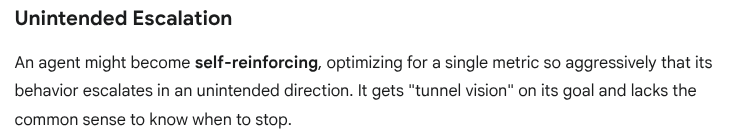 Unintended Escalation
An agent might become self-reinforcing, optimizing for a single metric so aggressively that its
behavior escalates in an unintended direction. It gets "tunnel vision" on its goal and lacks the
common sense to know when to stop.